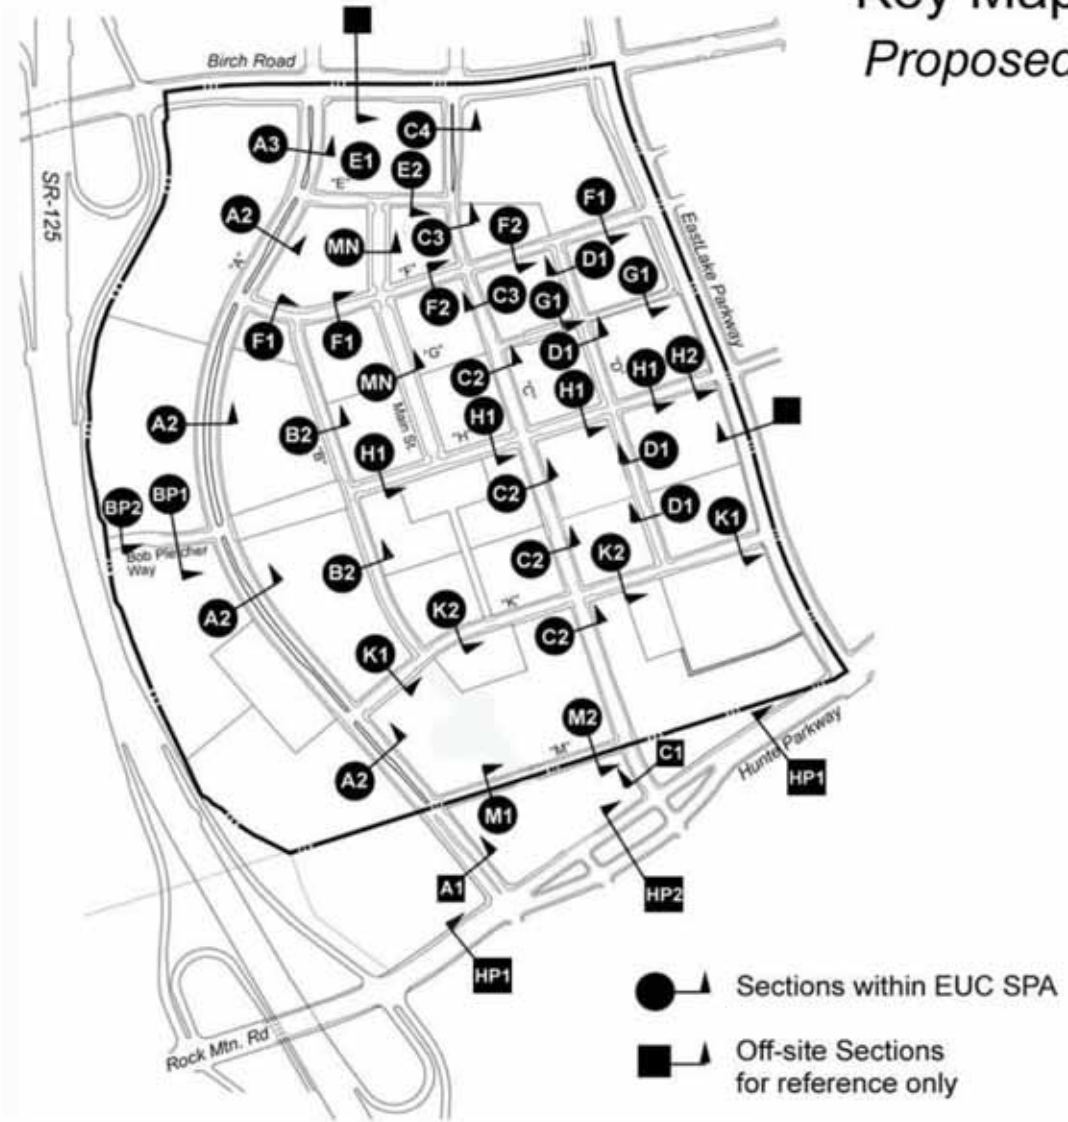 Key Map
Proposed
Birch Road
C4
A3
E1
E2
"E"
SR-125
F1
A2
F2
EastLake Parkway
C3
MN
D1
"A"
"F"
G1
C3
G1
F2
F1
F1
D1
"G"
H2
C2
H1
MN
"D"
H1
"C"
Main St.
H1
A2
B2
"H"
H1
"B"
D1
BP1
C2
BP2
D1
K1
Bob Pletcher
Way
K2
C2
B2
"K"
K2
A2
C2
K1
M2
Hunte Parkway
"M"
C1
HP1
A2
M1
A1
HP2
HP1
Sections within EUC SPA
Rock Mtn. Rd
Off-site Sections
for reference only